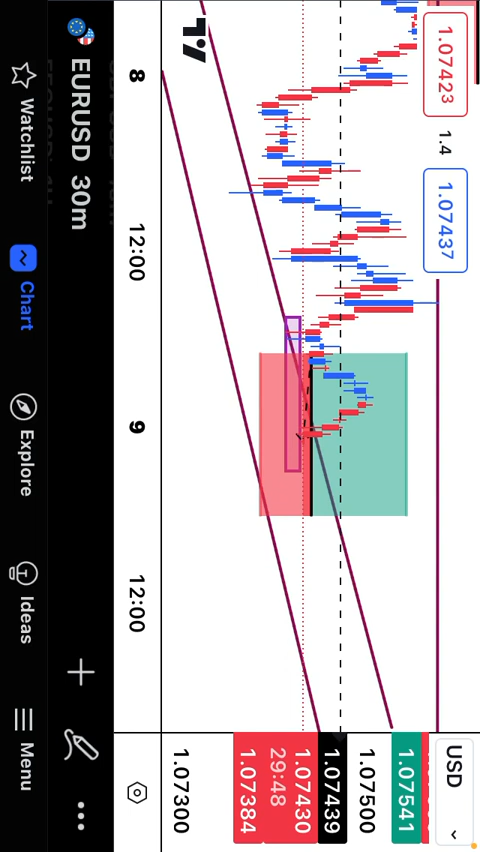 1.07423
1.4
1.07437
USD
1.07541
1.07500
1.07439
1.07430
29:48
1.07384
1.07300
8
12:00
9
12:00
EURUSD 30m
Watchlist
Chart
Explore
Ideas
Menu